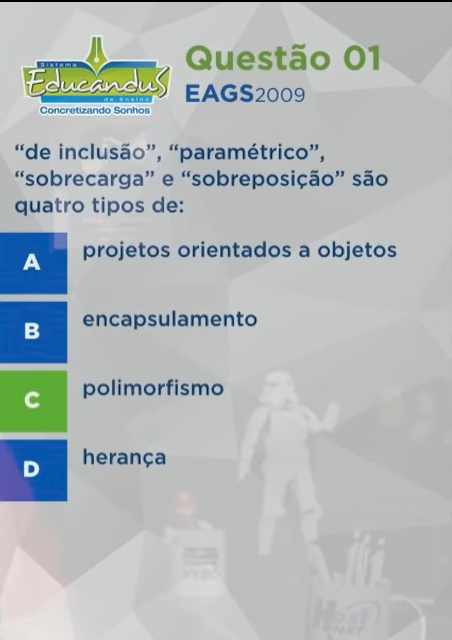 Sistema
Educandus
de Ensino
Concretizando Sonhos
Questão 01
EAGS2009
“de inclusão”, “paramétrico”,
“sobrecarga” e “sobreposição” são
quatro tipos de:
A projetos orientados a objetos
B encapsulamento
C polimorfismo
D herança